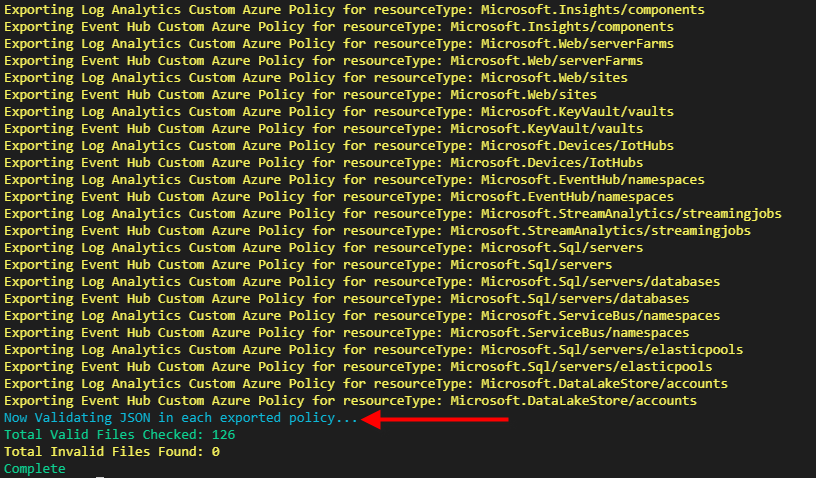 Exporting Log Analytics Custom Azure Policy for resourceType: Microsoft.Insights/components
Exporting Event Hub Custom Azure Policy for resourceType: Microsoft.Insights/components
Exporting Log Analytics Custom Azure Policy for resourceType: Microsoft.Web/serverFarms
Exporting Event Hub Custom Azure Policy for resourceType: Microsoft.Web/serverFarms
Exporting Log Analytics Custom Azure Policy for resourceType: Microsoft.Web/sites
Exporting Event Hub Custom Azure Policy for resourceType: Microsoft.Web/sites
Exporting Log Analytics Custom Azure Policy for resourceType: Microsoft.KeyVault/vaults
Exporting Event Hub Custom Azure Policy for resourceType: Microsoft.KeyVault/vaults
Exporting Log Analytics Custom Azure Policy for resourceType: Microsoft.Devices/IotHubs
Exporting Event Hub Custom Azure Policy for resourceType: Microsoft.Devices/IotHubs
Exporting Log Analytics Custom Azure Policy for resourceType: Microsoft.EventHub/namespaces
Exporting Event Hub Custom Azure Policy for resourceType: Microsoft.EventHub/namespaces
Exporting Log Analytics Custom Azure Policy for resourceType: Microsoft.StreamAnalytics/streamingjobs
Exporting Event Hub Custom Azure Policy for resourceType: Microsoft.StreamAnalytics/streamingjobs
Exporting Log Analytics Custom Azure Policy for resourceType: Microsoft.Sql/servers
Exporting Event Hub Custom Azure Policy for resourceType: Microsoft.Sql/servers
Exporting Log Analytics Custom Azure Policy for resourceType: Microsoft.Sql/servers/databases
Exporting Event Hub Custom Azure Policy for resourceType: Microsoft.Sql/servers/databases
Exporting Log Analytics Custom Azure Policy for resourceType: Microsoft.ServiceBus/namespaces
Exporting Event Hub Custom Azure Policy for resourceType: Microsoft.ServiceBus/namespaces
Exporting Log Analytics Custom Azure Policy for resourceType: Microsoft.Sql/servers/elasticpools
Exporting Event Hub Custom Azure Policy for resourceType: Microsoft.Sql/servers/elasticpools
Exporting Log Analytics Custom Azure Policy for resourceType: Microsoft.DataLakeStore/accounts
Exporting Event Hub Custom Azure Policy for resourceType: Microsoft.DataLakeStore/accounts
Now Validating JSON in each exported policy...
Total Valid Files Checked: 126
Total Invalid Files Found: 0
Complete